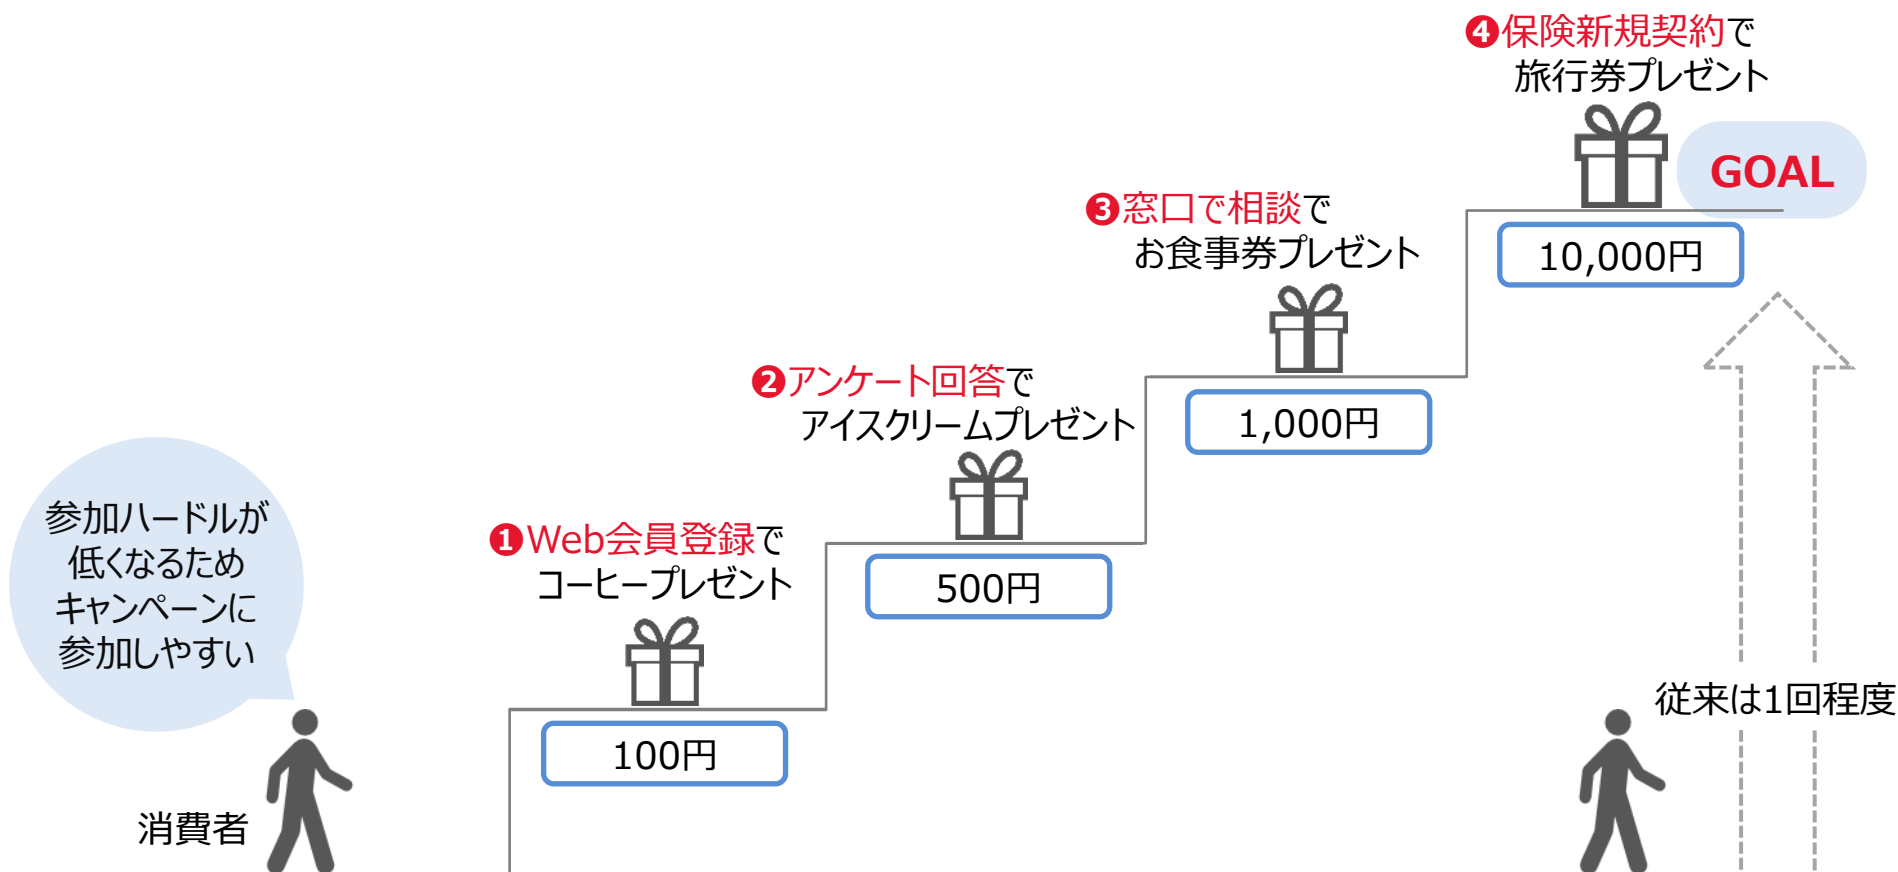 ❹保険新規契約で
旅行券プレゼント
GOAL
10,000円
❸窓口で相談で
お食事券プレゼント
1,000円
❷アンケート回答で
アイスクリームプレゼント
500円
❶Web会員登録で
コーヒープレゼント
100円
参加ハードルが
低くなるため
キャンペーンに
参加しやすい
消費者
従来は1回程度